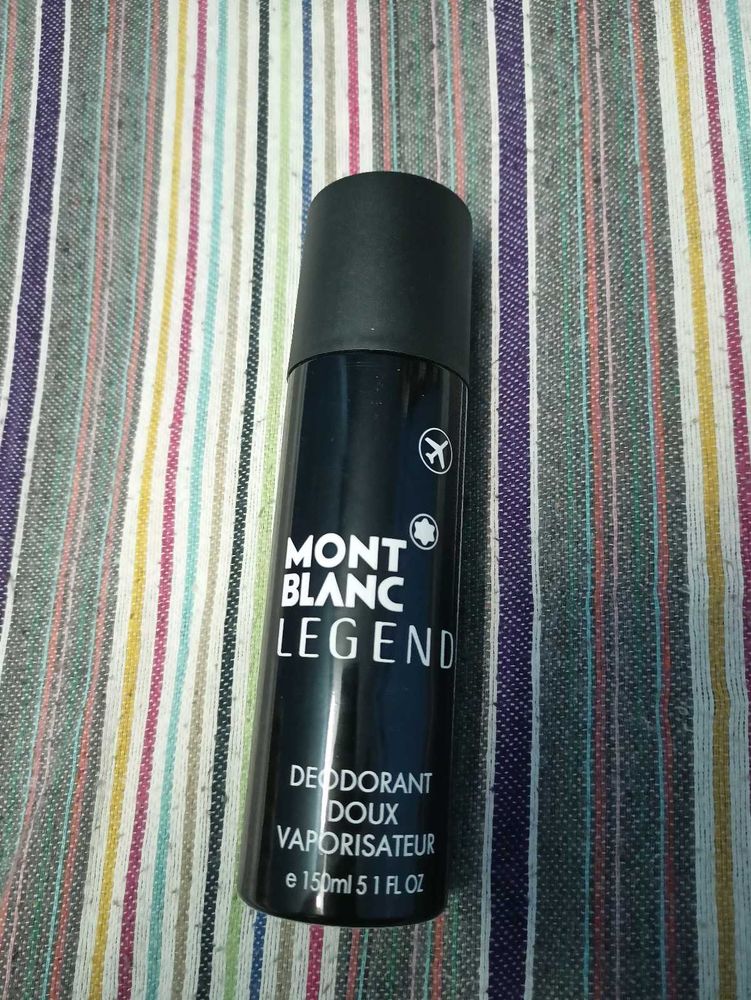 MONT
BLANC
LEGEND
DEODORANT
DOUX
VAPORISATEUR
e 150ml 5 1 FL OZ